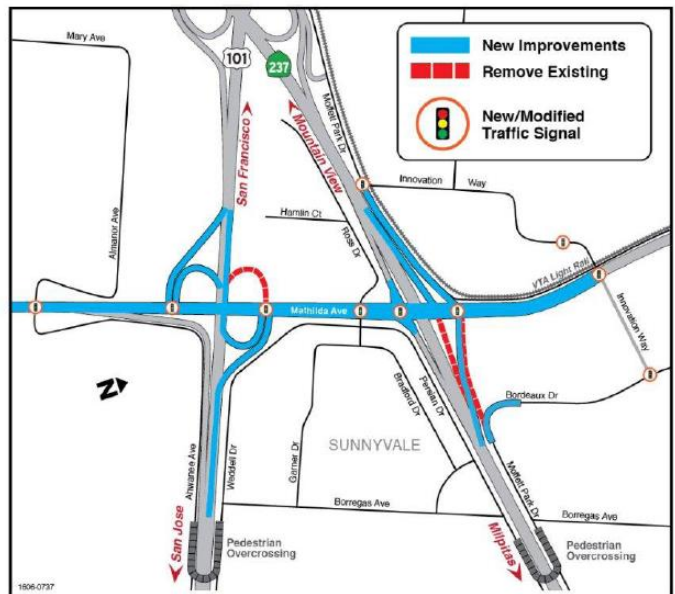 Mary Ave
101
237
New Improvements
Remove Existing
New/Modified
Traffic Signal
Moffett Park Dr
Mountain View
San Francisco
Innovation Way
Almanor Ave
Hamlin Ct
Ross Dr
VTA Light Rail
Mathilda Ave
Innovation Way
N
Bordeaux Dr
Persian Dr
Bradford Dr
SUNNYVALE
Garner Dr
Weddell Dr
Ahwanee Ave
Moffett Park Dr
Borregas Ave
Borregas Ave
San Jose
Pedestrian
Overcrossing
Milpitas
Pedestrian
Overcrossing
1606-0737